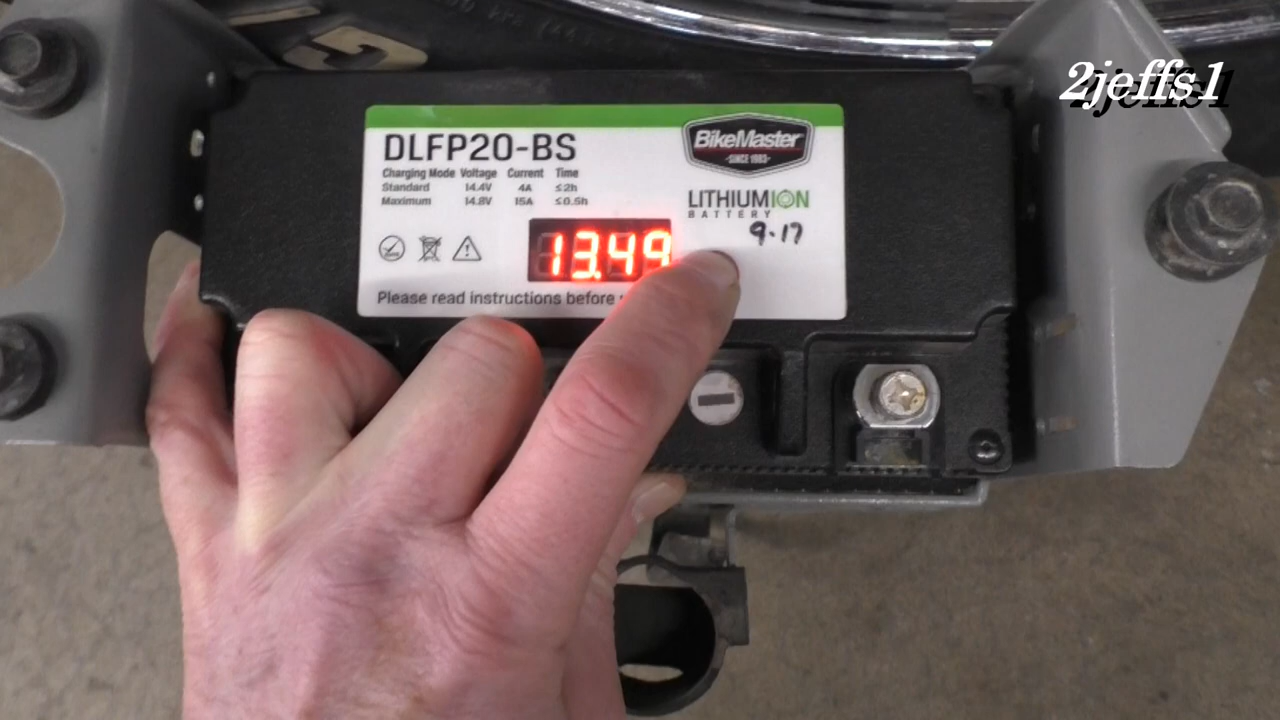 2jeffs1
DLFP20-BS
BikeMaster
SINCE 1983
Charging Mode Voltage Current Time
Standard 14.4V 4A ≤2h
Maximum 14.8V 15A ≤0.5h
LITHIUM ION
BATTERY
9-17
13.49
Please read instructions before